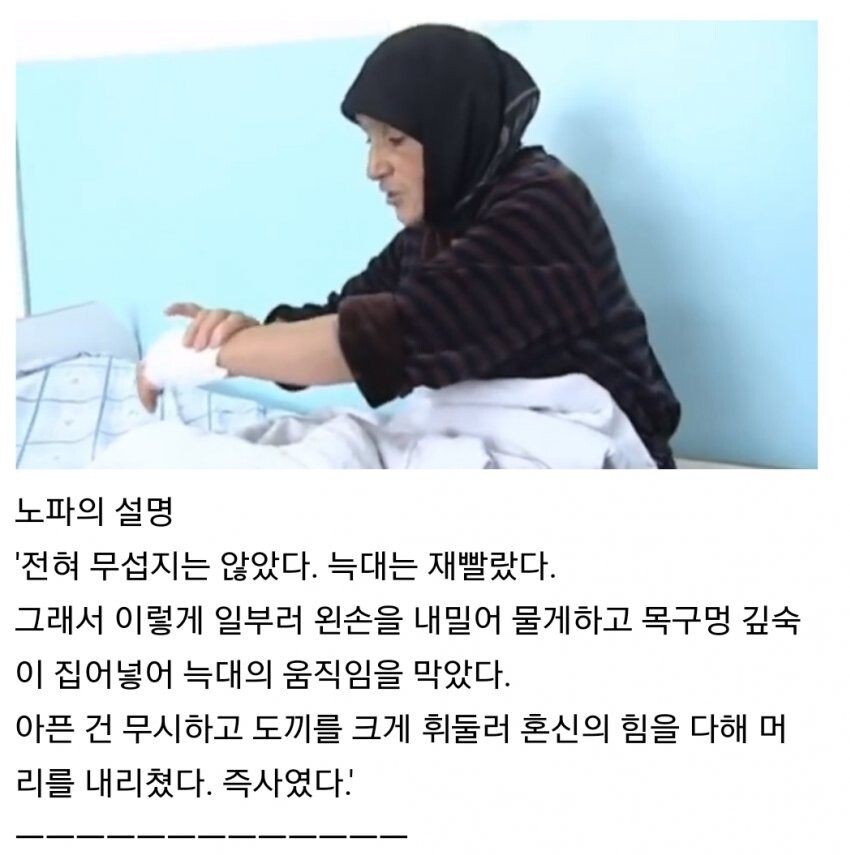 노파의 설명
'전혀 무섭지는 않았다. 늑대는 재빨랐다.
그래서 이렇게 일부러 왼손을 내밀어 물게하고 목구멍 깊숙
이 집어넣어 늑대의 움직임을 막았다.
아픈 건 무시하고 도끼를 크게 휘둘러 혼신의 힘을 다해 머
리를 내리쳤다. 즉사였다.'
ㅡㅡㅡㅡㅡㅡㅡㅡㅡㅡㅡㅡㅡ